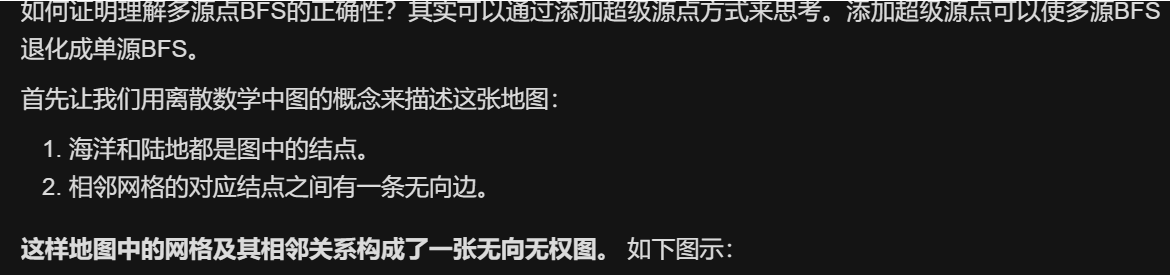 如何证明理解多源点BFS的正确性？其实可以通过添加超级源点方式来思考。添加超级源点可以使多源BFS
退化成单源BFS。
首先让我们用离散数学中图的概念来描述这张地图：
1. 海洋和陆地都是图中的结点。
2. 相邻网格的对应结点之间有一条无向边。
这样地图中的网格及其相邻关系构成了一张无向无权图。 如下图示：